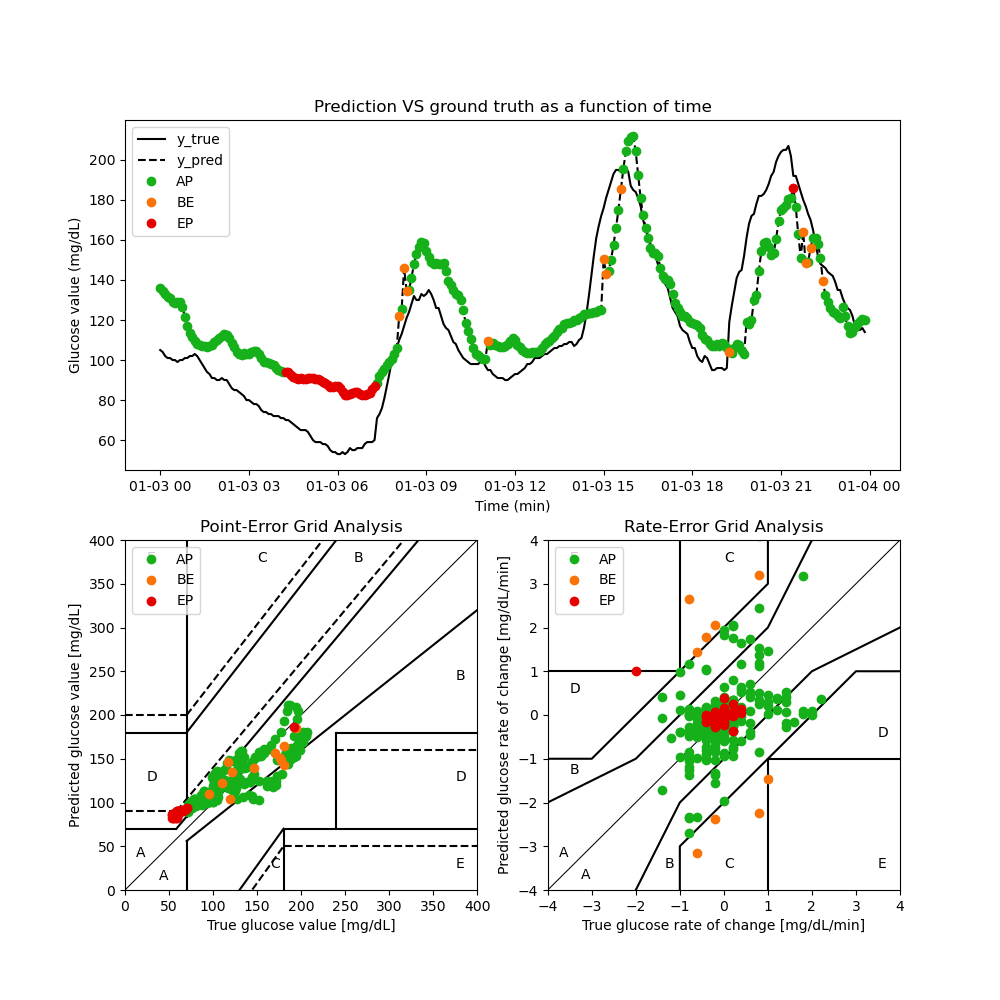 Prediction VS ground truth as a function of time
Glucose value (mg/dL)
200
180
160
140
120
100
80
60
y_true
y_pred
AP
BE
EP
01-03 00 01-03 03 01-03 06 01-03 09 01-03 12 01-03 15 01-03 18 01-03 21 01-04 00
Time (min)
Point-Error Grid Analysis
Predicted glucose value [mg/dL]
400
350
300
250
200
150
100
50
0
AP
BE
EP
C
B
B
D
D
A
A
C
E
0 50 100 150 200 250 300 350 400
True glucose value [mg/dL]
Rate-Error Grid Analysis
Predicted glucose rate of change [mg/dL/min]
4
3
2
1
0
−1
−2
−3
−4
AP
BE
EP
C
D
D
B
A
A
B
C
E
−4 −3 −2 −1 0 1 2 3 4
True glucose rate of change [mg/dL/min]